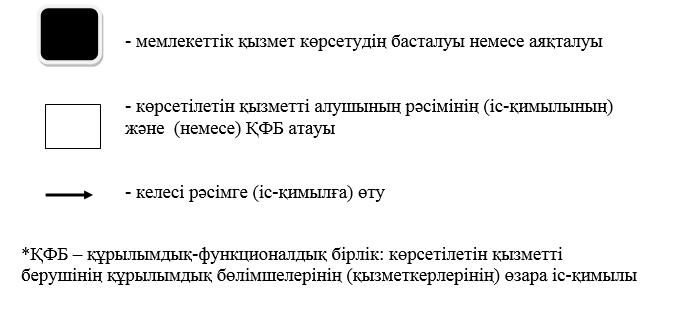 - мемлекеттік қызмет көрсетудің басталуы немесе аяқталуы
- көрсетілетін қызметті алушының рәсімінің (іс-қимылының)
және (немесе) ҚФБ атауы
- келесі рәсімге (іс-қимылға) өту
*ҚФБ – құрылымдық-функционалдық бірлік: көрсетілетін қызметті
берушінің құрылымдық бөлімшелерінің (қызметкерлерінің) өзара іс-қимылы